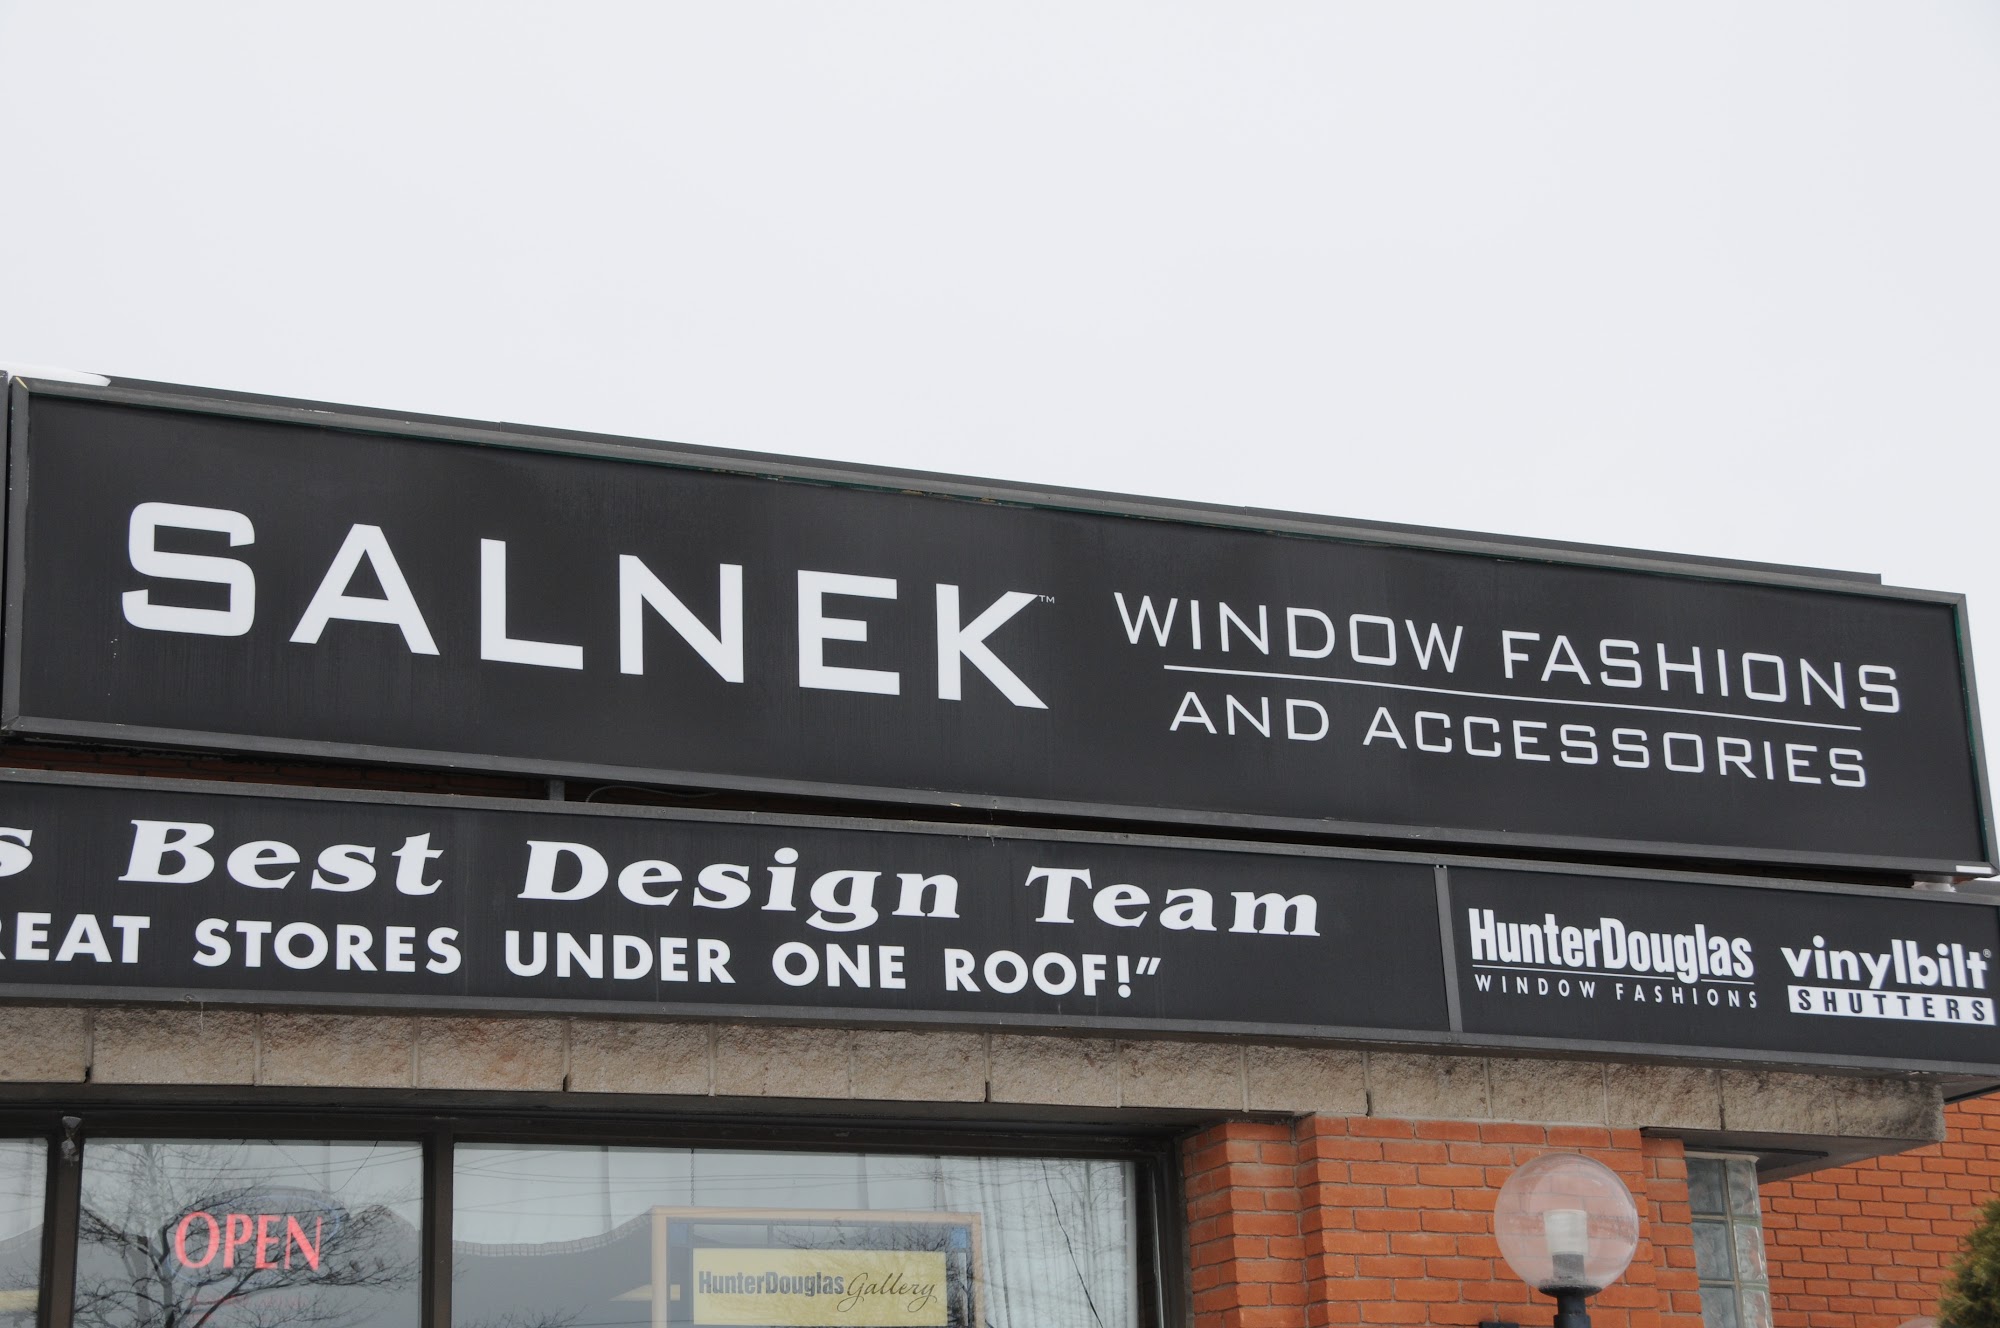 SALNEK™
WINDOW FASHIONS
AND ACCESSORIES
Best Design Team
STORES UNDER ONE ROOF!”
HunterDouglas
WINDOW FASHIONS
vinylbilt®
SHUTTERS
OPEN
HunterDouglas Gallery